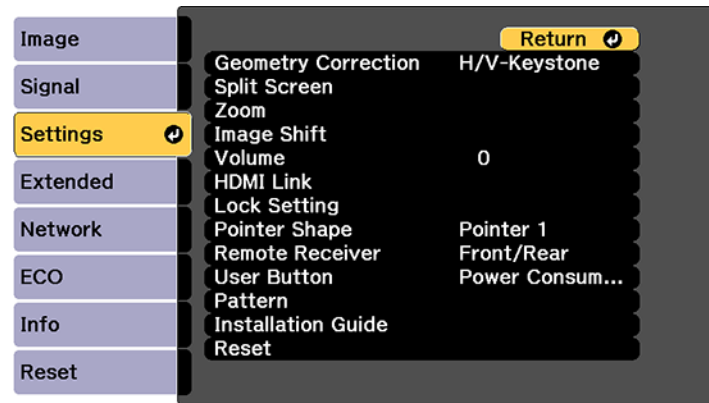 Image
Signal
Settings
Extended
Network
ECO
Info
Reset
Return
Geometry Correction H/V-Keystone
Split Screen
Zoom
Image Shift
Volume 0
HDMI Link
Lock Setting
Pointer Shape Pointer 1
Remote Receiver Front/Rear
User Button Power Consum...
Pattern
Installation Guide
Reset